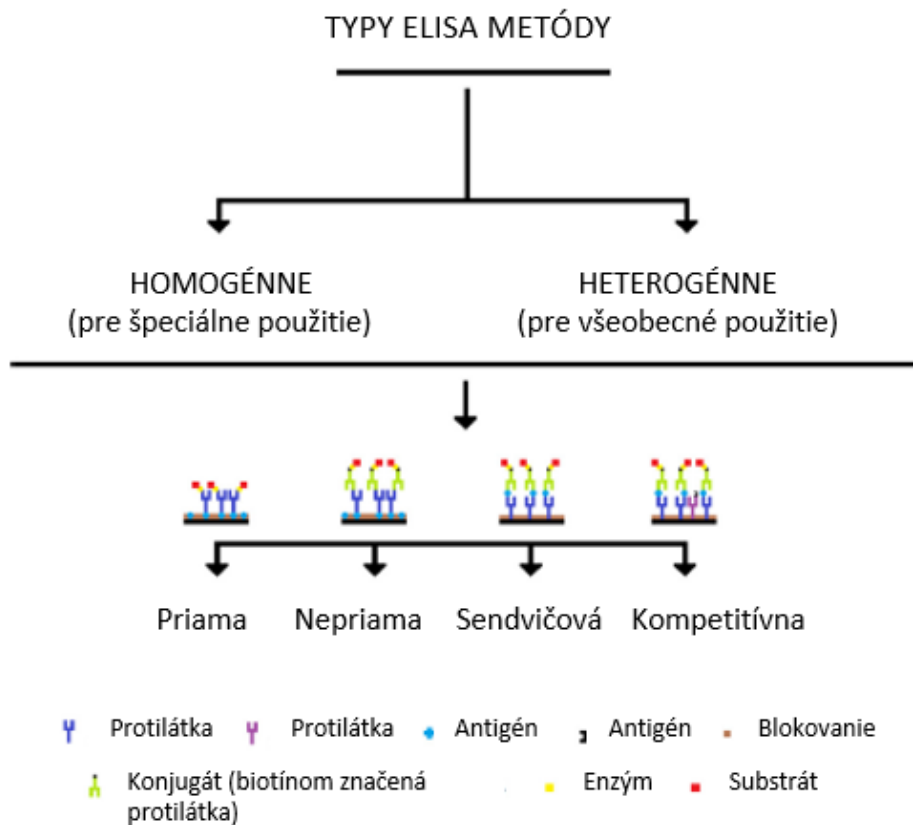 TYPY ELISA METÓDY
HOMOGÉNNE
(pre špeciálne použitie)
HETEROGÉNNE
(pre všeobecné použitie)
Priama Nepriama Sendvičová Kompetitívna
Protilátka Protilátka Antigén Antigén Blokovanie
Konjugát (biotínom značená
protilátka)
Enzým Substrát